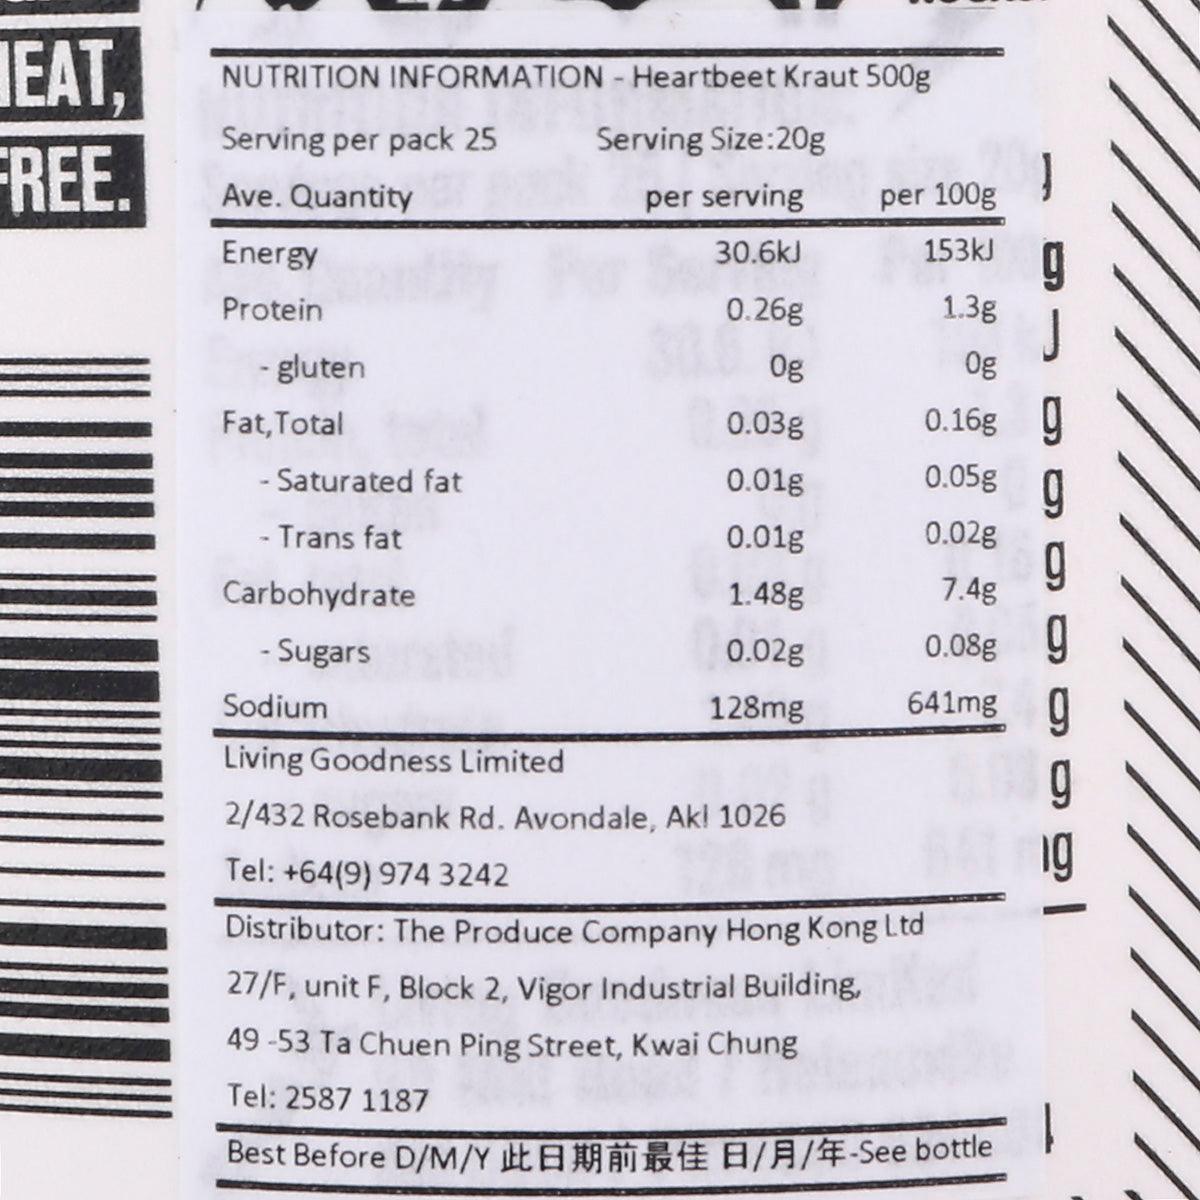 HEAT,
FREE.
NUTRITION INFORMATION - Heartbeet Kraut 500g
Serving per pack 25 Serving Size:20g
Ave. Quantity per serving per 100g
Energy 30.6kJ 153kJ
Protein 0.26g 1.3g
- gluten 0g 0g
Fat,Total 0.03g 0.16g
- Saturated fat 0.01g 0.05g
- Trans fat 0.01g 0.02g
Carbohydrate 1.48g 7.4g
- Sugars 0.02g 0.08g
Sodium 128mg 641mg
Living Goodness Limited
2/432 Rosebank Rd. Avondale, Akl 1026
Tel: +64(9) 974 3242
Distributor: The Produce Company Hong Kong Ltd
27/F, unit F, Block 2, Vigor Industrial Building,
49 -53 Ta Chuen Ping Street, Kwai Chung
Tel: 2587 1187
Best Before D/M/Y 此日期前最佳 日/月/年-See bottle